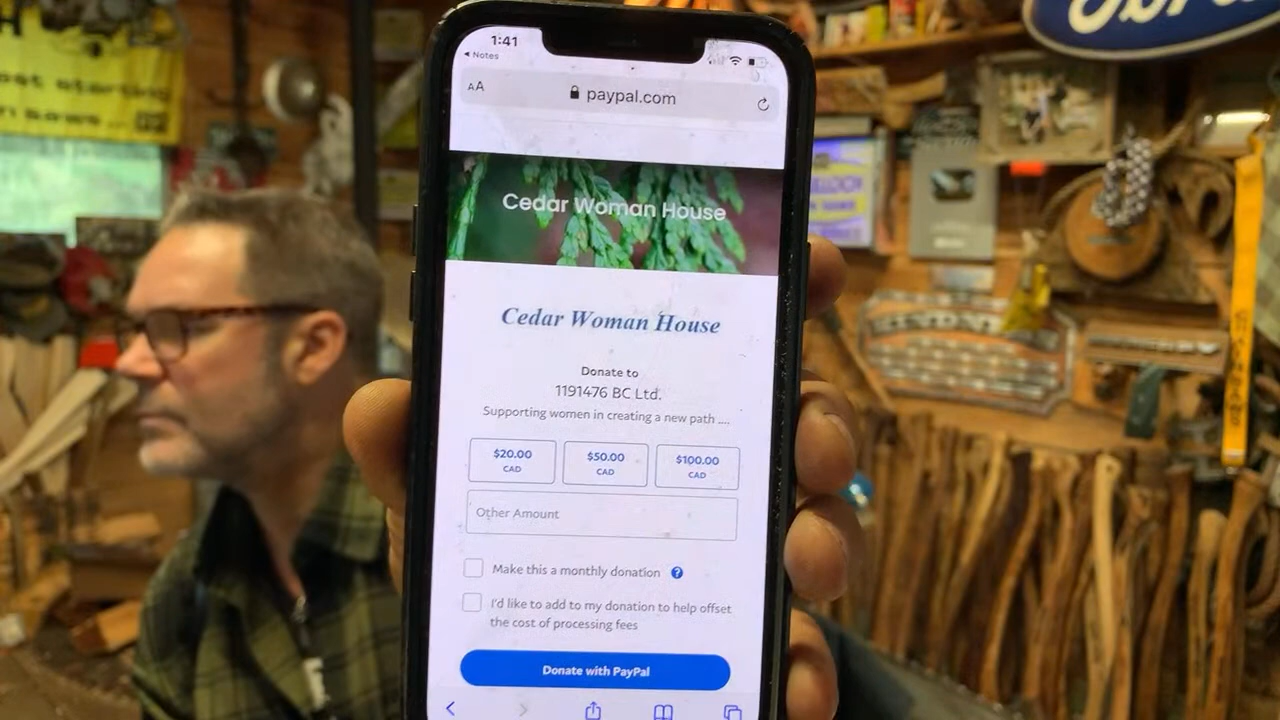 1:41
Notes
AA
paypal.com
Cedar Woman House
Cedar Woman House
Donate to
1191476 BC Ltd.
Supporting women in creating a new path ....
$20.00
CAD
$50.00
CAD
$100.00
CAD
Other Amount
Make this a monthly donation ?
I'd like to add to my donation to help offset
the cost of processing fees
Donate with PayPal
Ford